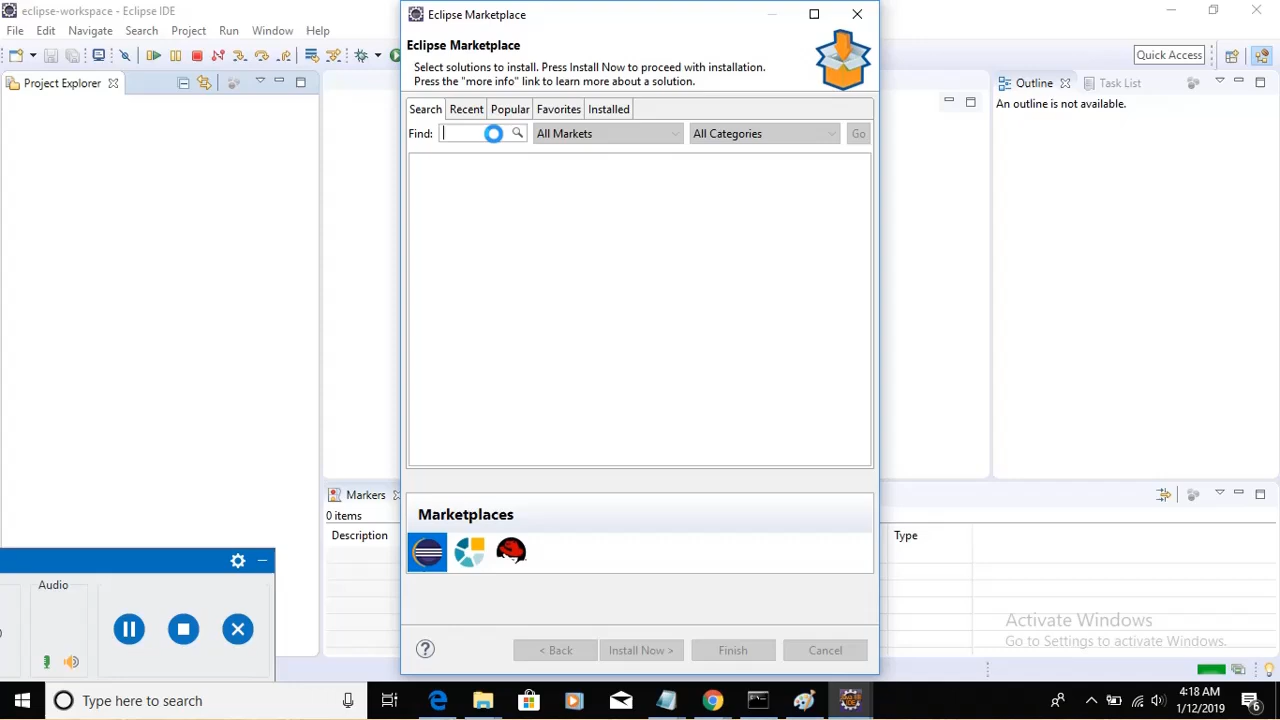 eclipse-workspace - Eclipse IDE
File Edit Navigate Search Project Run Window Help
Quick Access
Project Explorer
Eclipse Marketplace
Eclipse Marketplace
Select solutions to install. Press Install Now to proceed with installation.
Press the "more info" link to learn more about a solution.
Search Recent Popular Favorites Installed
Find: All Markets All Categories Go
Outline Task List
An outline is not available.
Markers
0 items
Description Type
Marketplaces
< Back Install Now > Finish Cancel
Audio
Activate Windows
Go to Settings to activate Windows.
Type here to search
4:18 AM
1/12/2019
6